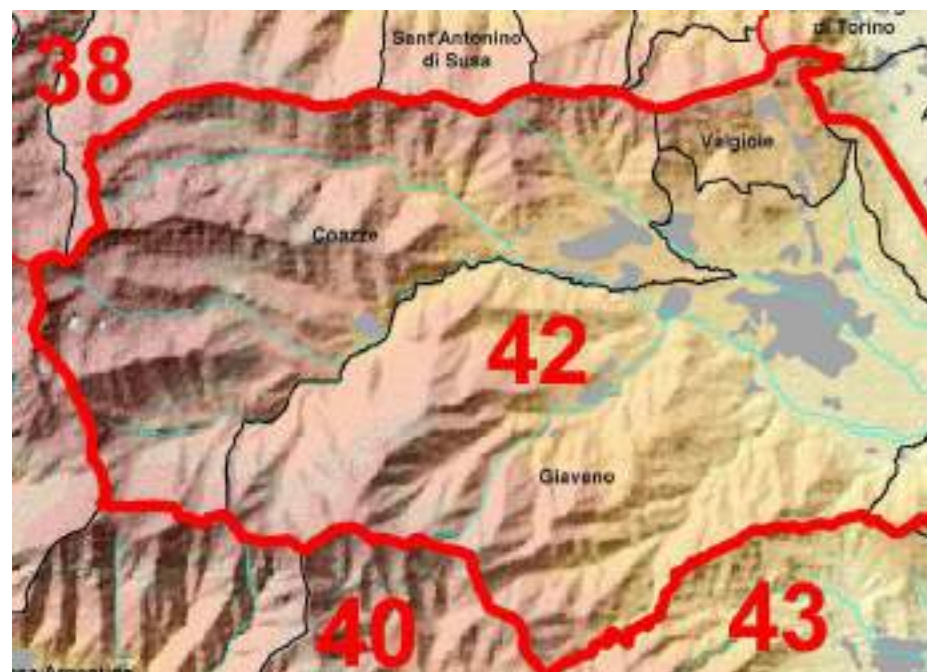 di Torino
Sant'Antonino
di Susa
38
Valgioie
Coazze
42
Giaveno
40
43